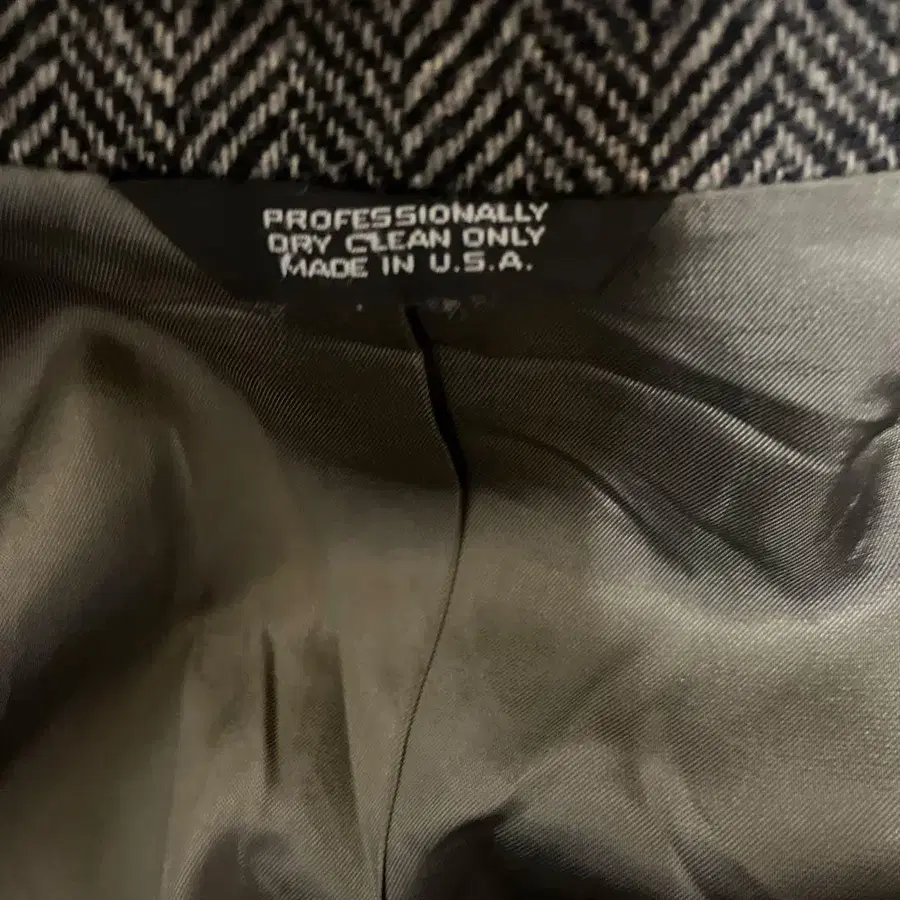 PROFESSIONALLY
DRY CLEAN ONLY
MADE IN U.S.A.